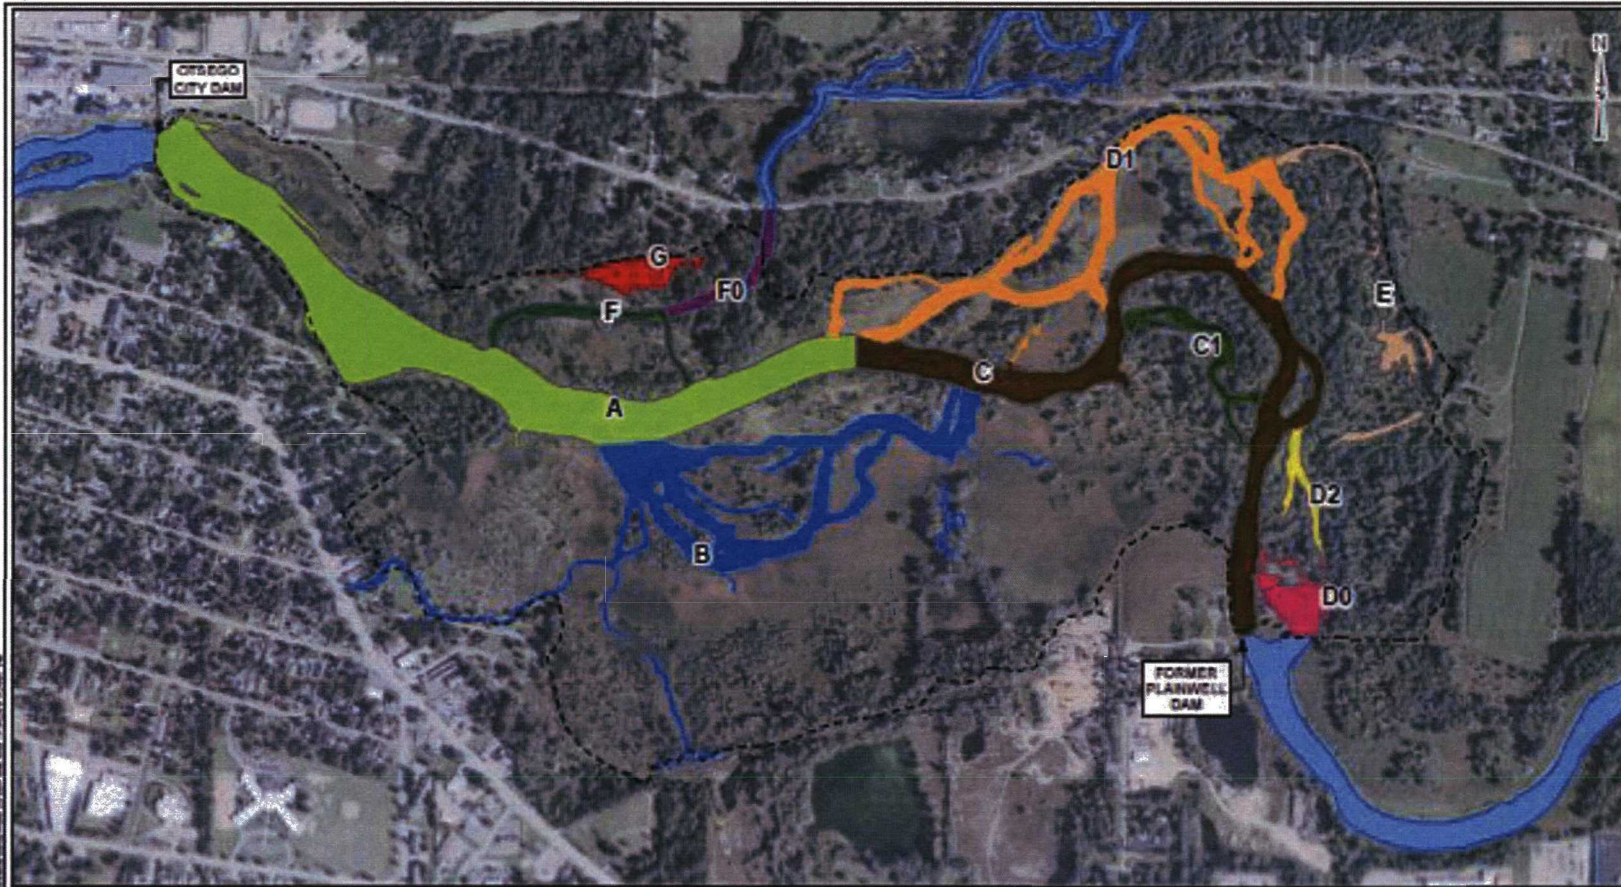 OTSEGO
CITY DAM
N
D1
G
F0
F
E
C1
C
A
D2
B
D0
FORMER
PLAINWELL
DAM